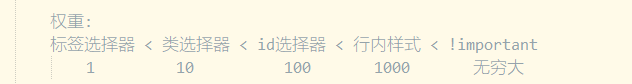 权重:
标签选择器 < 类选择器 < id选择器 < 行内样式 < !important
1 10 100 1000 无穷大